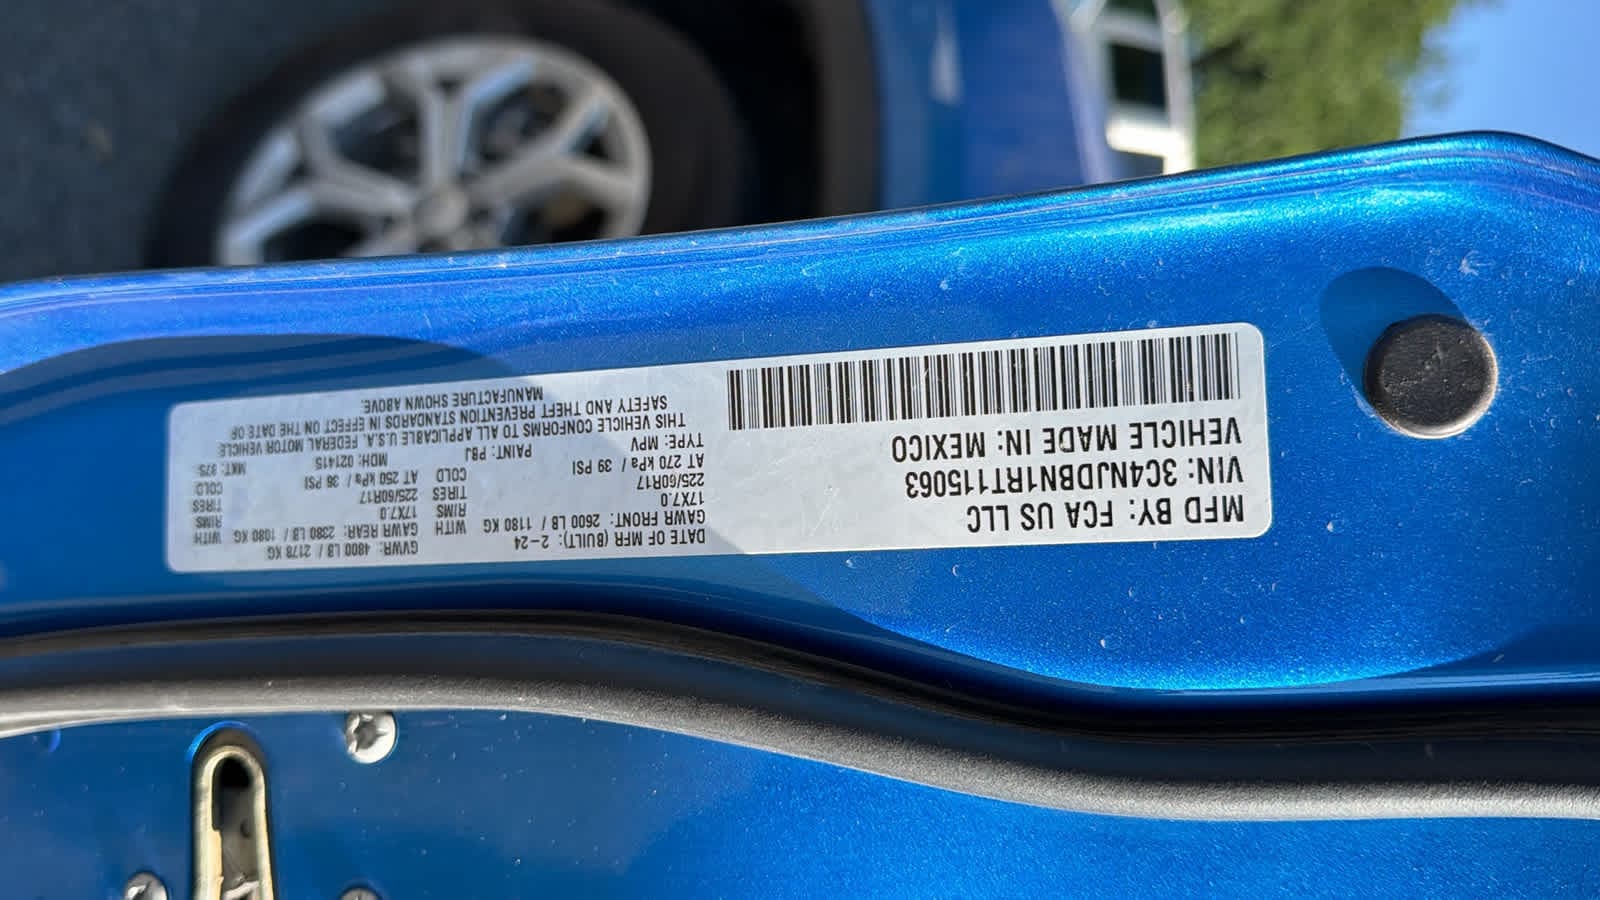 MFD BY: FCA US LLC
VIN: 3C4NJDBN1RT115063
VEHICLE MADE IN: MEXICO
DATE OF MFR (BUILT): 2-24 GVWR: 4800 LB / 2178 KG
GAWR FRONT: 2600 LB / 1180 KG WITH GAWR REAR: 2380 LB / 1080 KG WITH
17X7.0 RIMS 17X7.0 RIMS
225/60R17 TIRES 225/60R17 TIRES
AT 270 kPa / 39 PSI COLD AT 250 kPa / 36 PSI COLD
TYPE: MPV PAINT: PBJ MDH: 021415 MKT: 975
THIS VEHICLE CONFORMS TO ALL APPLICABLE U.S.A. FEDERAL MOTOR VEHICLE
SAFETY AND THEFT PREVENTION STANDARDS IN EFFECT ON THE DATE OF
MANUFACTURE SHOWN ABOVE.